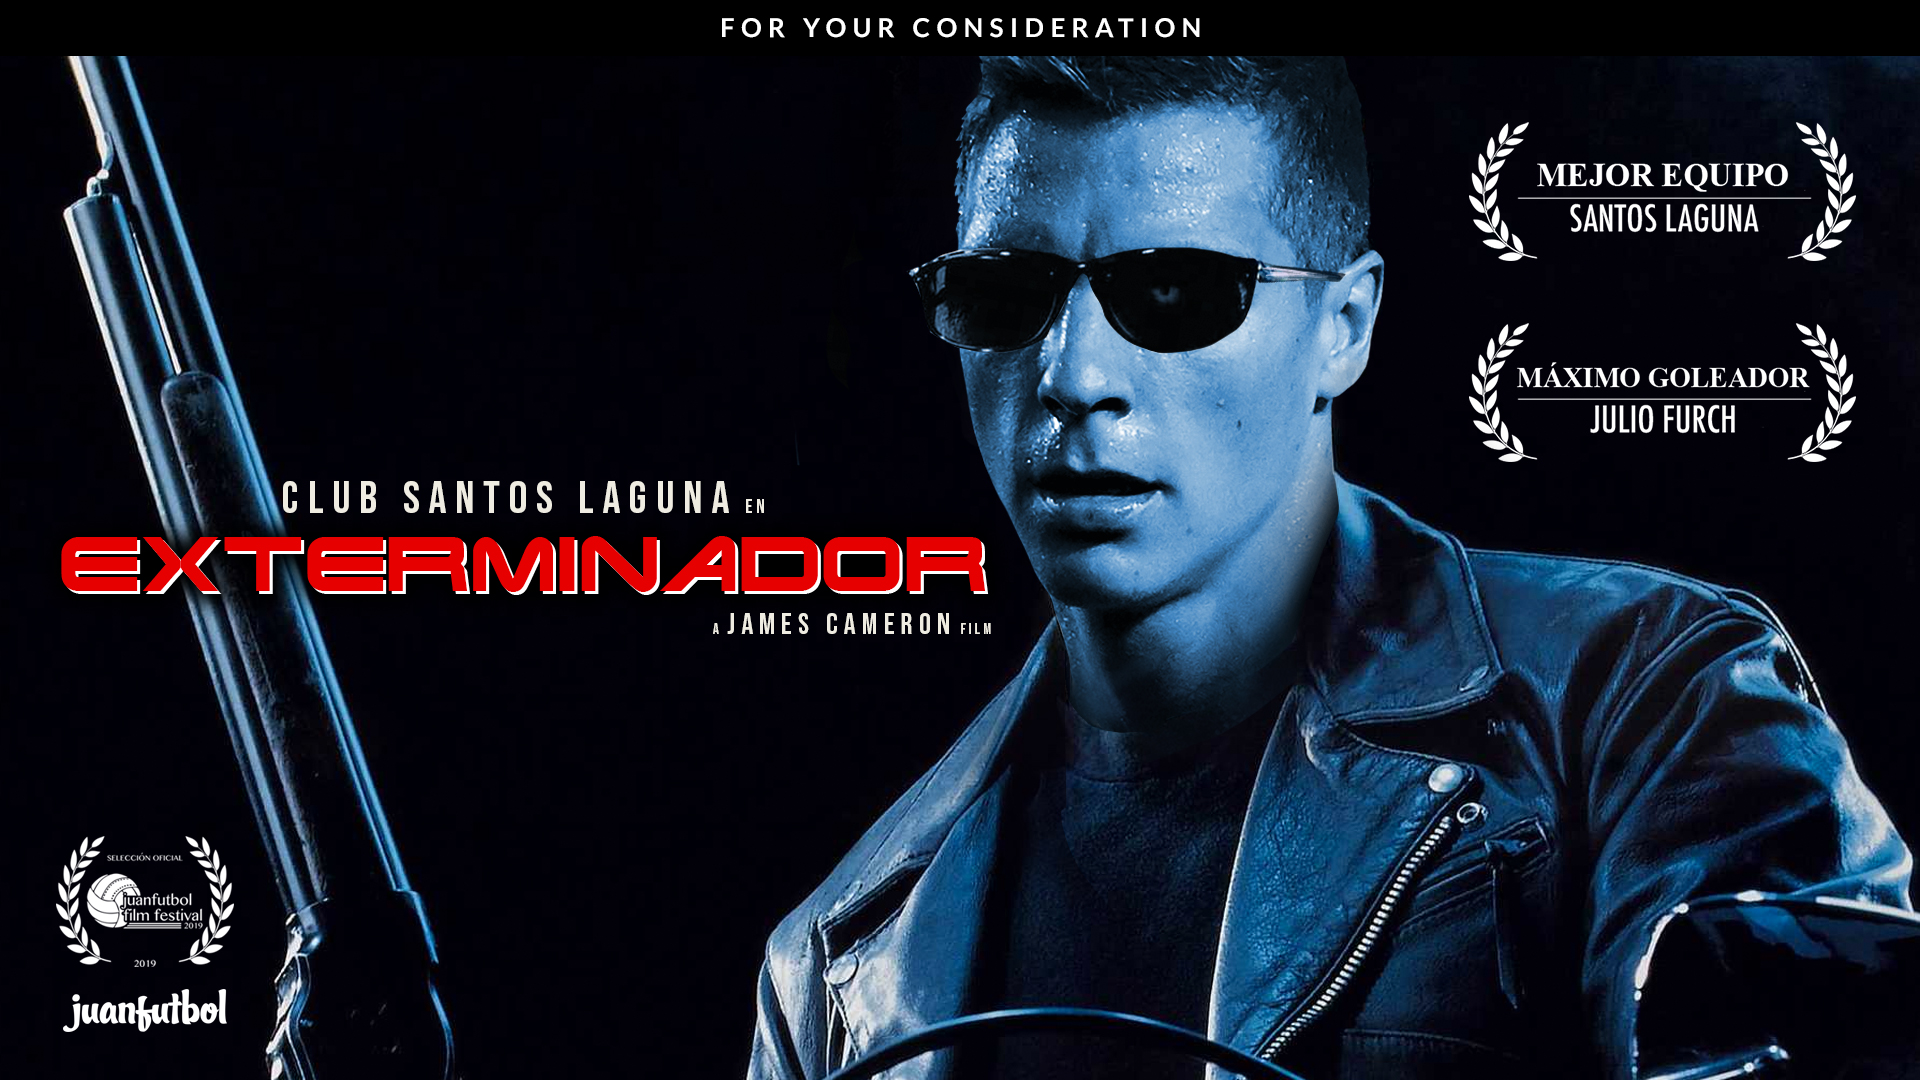 FOR YOUR CONSIDERATION
MEJOR EQUIPO
SANTOS LAGUNA
MÁXIMO GOLEADOR
JULIO FURCH
CLUB SANTOS LAGUNA EN
EXTERMINADOR
A JAMES CAMERON FILM
SELECCIÓN OFICIAL
juanfutbol
film festival
2019
2019
juanfutbol